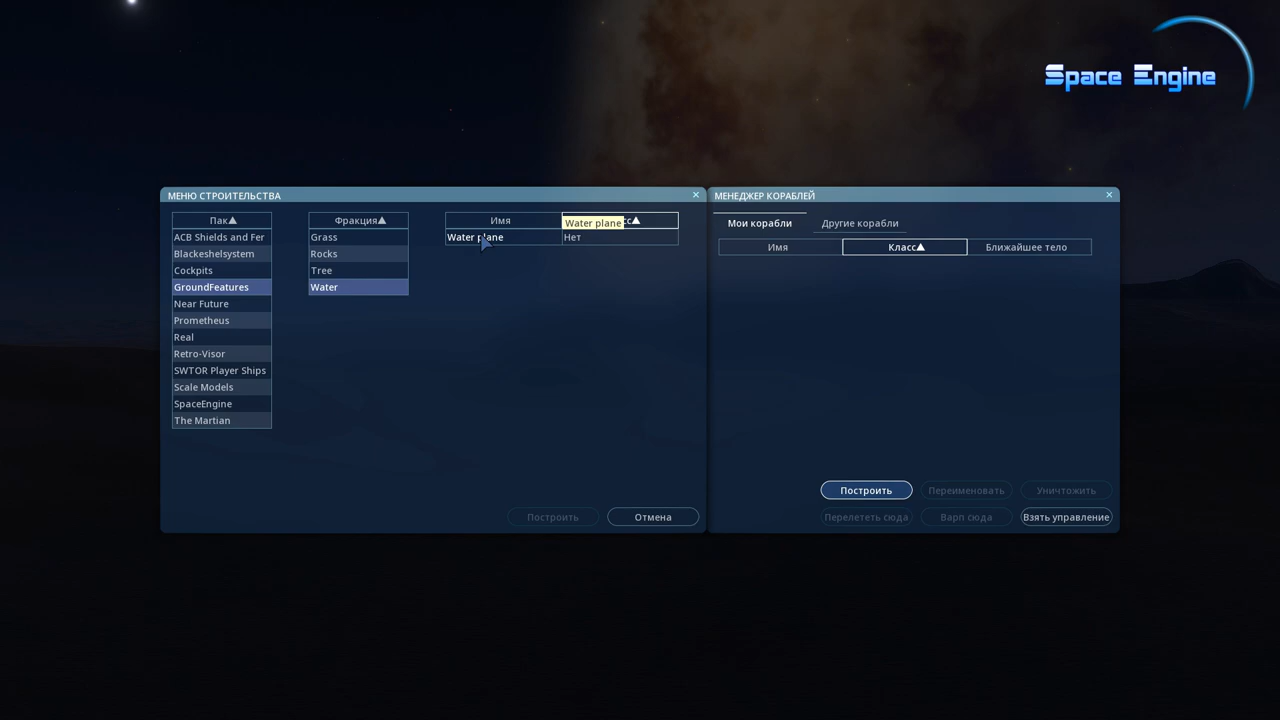 Space Engine
МЕНЮ СТРОИТЕЛЬСТВА
Пак
ACB Shields and Fer
Blackeshelsystem
Cockpits
GroundFeatures
Near Future
Prometheus
Real
Retro-Visor
SWTOR Player Ships
Scale Models
SpaceEngine
The Martian
Фракция
Grass
Rocks
Tree
Water
Имя
Water plane
Water plane
Нет
Построить
Отмена
МЕНЕДЖЕР КОРАБЛЕЙ
Мои корабли
Другие корабли
Имя
Класс
Ближайшее тело
Построить
Переименовать
Уничтожить
Перелететь сюда
Варп сюда
Взять управление